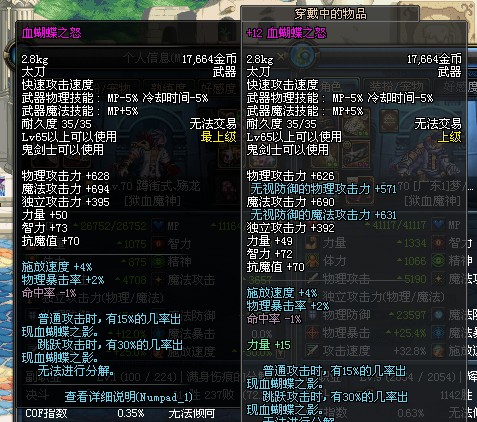 穿戴中的物品
血蝴蝶之怒
2.8kg 17,664金币
太刀 武器
快速攻击速度
武器物理技能: MP-5% 冷却时间-5%
武器魔法技能: MP+5%
耐久度 35/35 无法交易
Lv65以上可以使用 最上级
鬼剑士可以使用
物理攻击力 +628
魔法攻击力 +694
独立攻击力 +395
力量 +50
智力 +73
抗魔值 +70
施放速度 +4%
物理暴击率 +2%
命中率 -1%
普通攻击时,有15%的几率出
现血蝴蝶之影。
跳跃攻击时,有30%的几率出
现血蝴蝶之影。
无法进行分解。
查看详细说明(Numpad_1)
COF指数 0.35% 无法倾向
+12 血蝴蝶之怒
2.8kg 17,664金币
太刀 武器
快速攻击速度
武器物理技能: MP-5% 冷却时间-5%
武器魔法技能: MP+5%
耐久度 35/35 无法交易
Lv65以上可以使用 上级
鬼剑士可以使用
物理攻击力 +626
无视防御的物理攻击力 +571
魔法攻击力 +690
无视防御的魔法攻击力 +631
独立攻击力 +392
力量 +49
智力 +72
抗魔值 +70
施放速度 +4%
物理暴击率 +2%
命中率 -1%
力量 +15
普通攻击时,有15%的几率出
现血蝴蝶之影。
跳跃攻击时,有30%的几率出
现血蝴蝶之影。